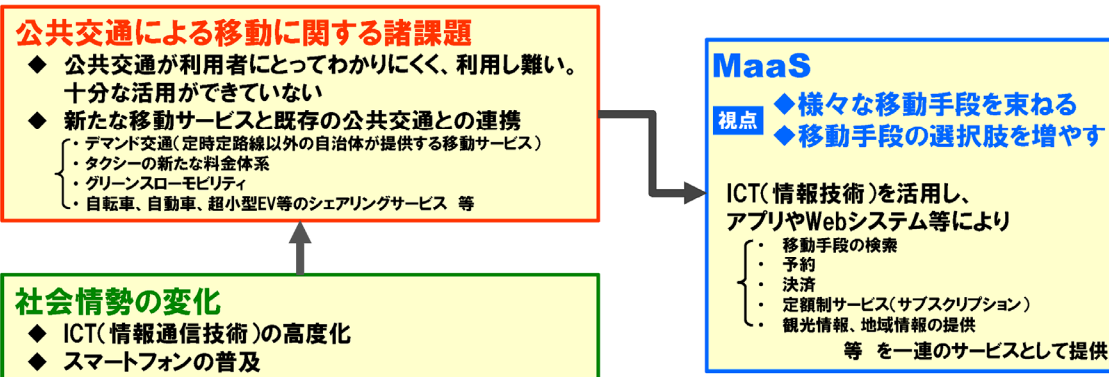 公共交通による移動に関する諸課題
◆ 公共交通が利用者にとってわかりにくく、利用し難い。
十分な活用ができていない
◆ 新たな移動サービスと既存の公共交通との連携
・デマンド交通(定時定路線以外の自治体が提供する移動サービス)
・タクシーの新たな料金体系
・グリーンスローモビリティ
・自転車、自動車、超小型EV等のシェアリングサービス 等
社会情勢の変化
◆ ICT(情報通信技術)の高度化
◆ スマートフォンの普及
MaaS
視点
◆様々な移動手段を束ねる
◆移動手段の選択肢を増やす
ICT(情報技術)を活用し、
アプリやWebシステム等により
・ 移動手段の検索
・ 予約
・ 決済
・ 定額制サービス(サブスクリプション)
・ 観光情報、地域情報の提供
等 を一連のサービスとして提供